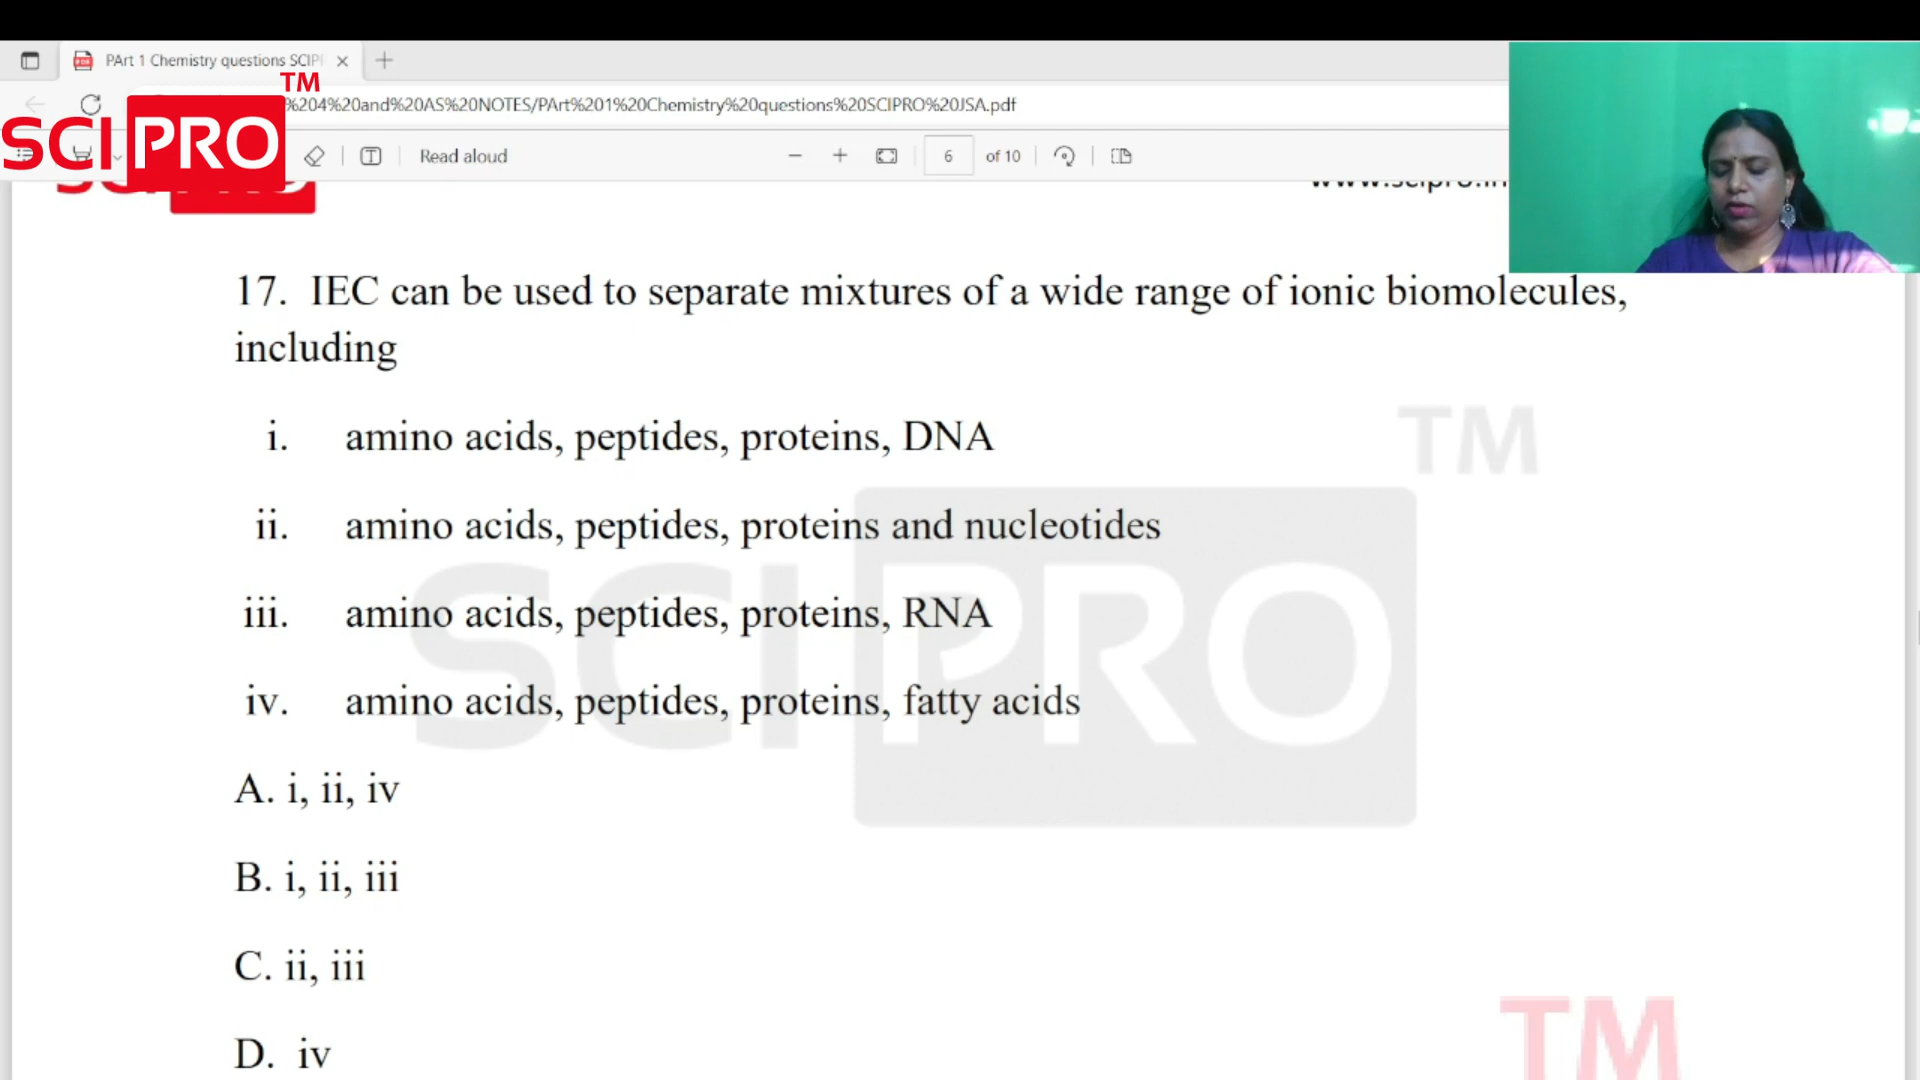 PArt 1 Chemistry questions SCIP
TM
%204%20and%20AS%20NOTES/PArt%201%20Chemistry%20questions%20SCIPRO%20JSA.pdf
SCIPRO
Read aloud
6 of 10
17. IEC can be used to separate mixtures of a wide range of ionic biomolecules,
including
i. amino acids, peptides, proteins, DNA
TM
ii. amino acids, peptides, proteins and nucleotides
SCIPRO
iii. amino acids, peptides, proteins, RNA
iv. amino acids, peptides, proteins, fatty acids
A. i, ii, iv
B. i, ii, iii
C. ii, iii
D. iv
TM